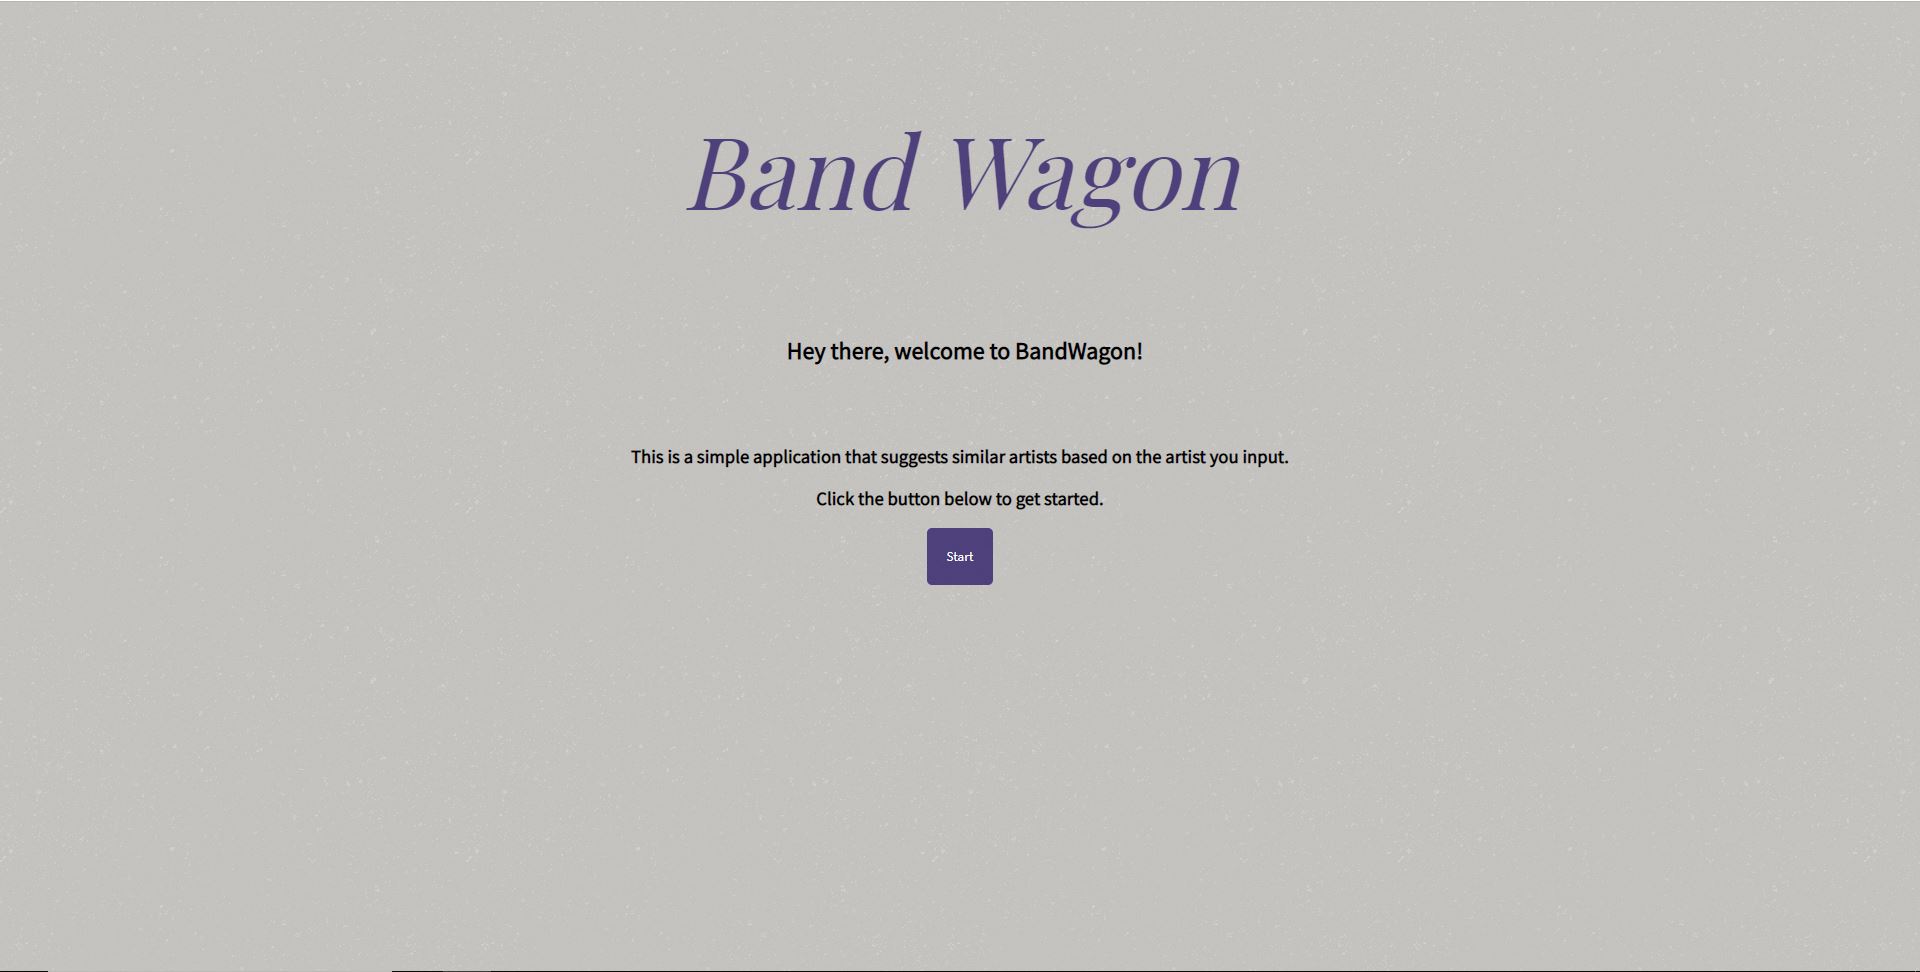 Band Wagon
Hey there, welcome to BandWagon!
This is a simple application that suggests similar artists based on the artist you input.
Click the button below to get started.
Start